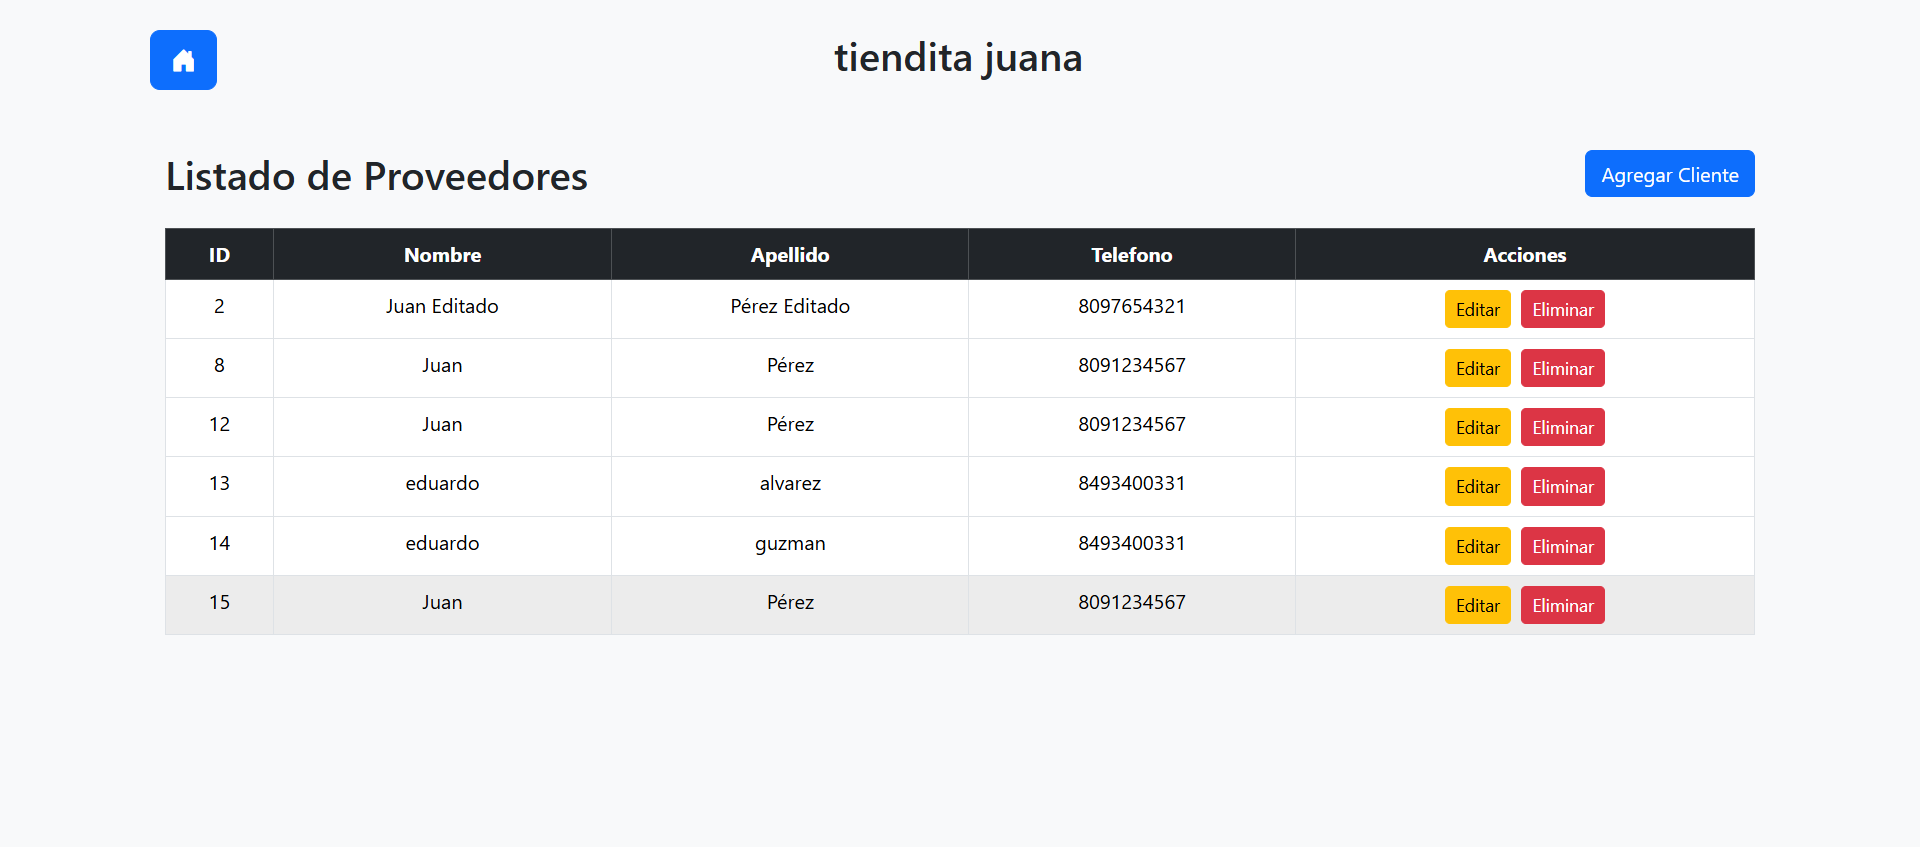 tiendita juana
Listado de Proveedores
Agregar Cliente
ID Nombre Apellido Telefono Acciones
2 Juan Editado Pérez Editado 8097654321 Editar Eliminar
8 Juan Pérez 8091234567 Editar Eliminar
12 Juan Pérez 8091234567 Editar Eliminar
13 eduardo alvarez 8493400331 Editar Eliminar
14 eduardo guzman 8493400331 Editar Eliminar
15 Juan Pérez 8091234567 Editar Eliminar